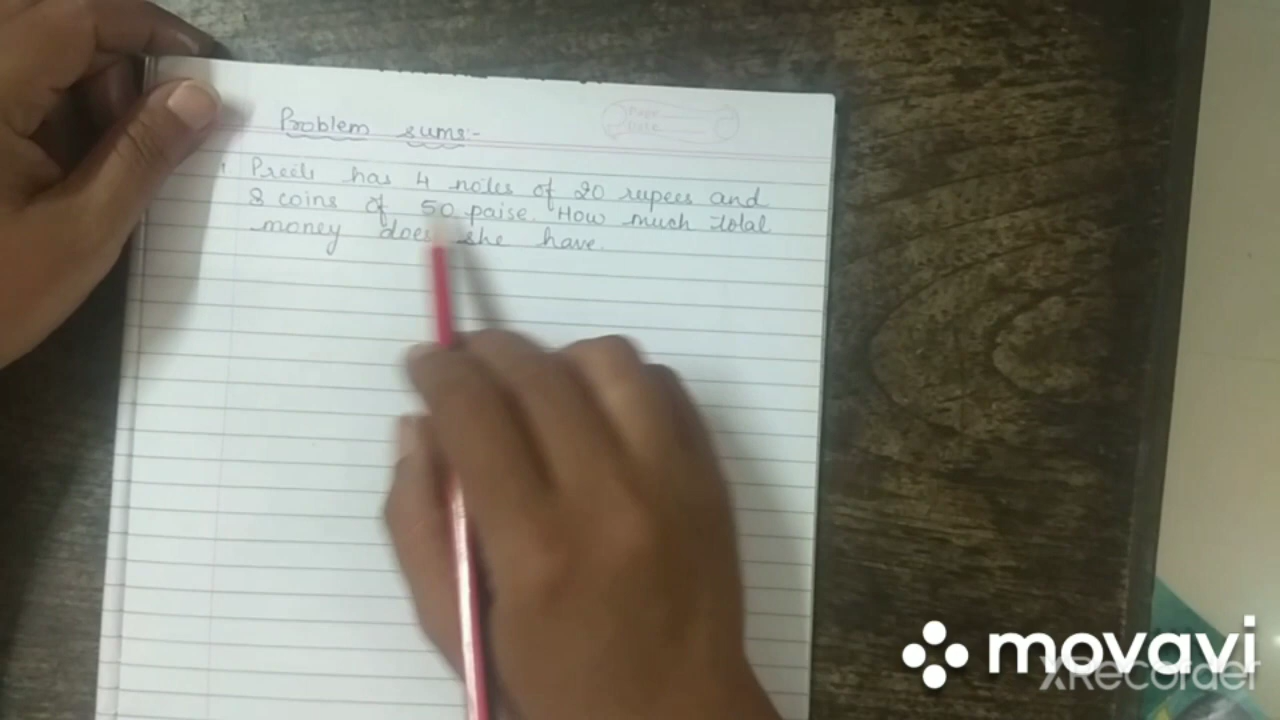 Problem sums:-
Preeti has 4 notes of 20 rupees and
8 coins of 50 paise. How much total
money does she have.
movavi
XRecorder